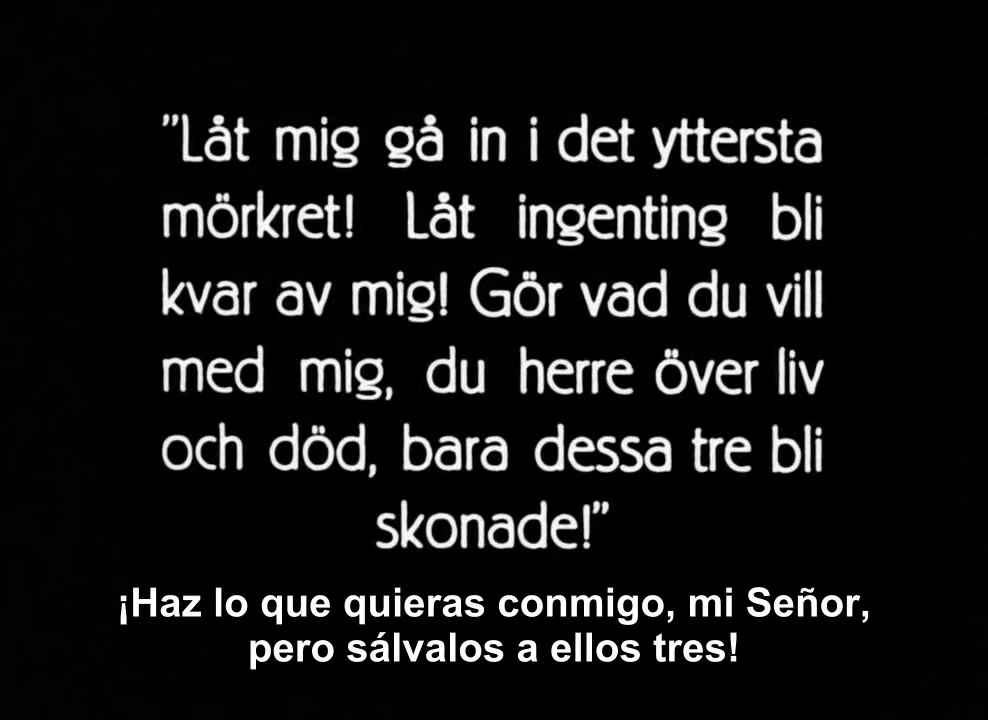 ”Låt mig gå in i det yttersta
mörkret! Låt ingenting bli
kvar av mig! Gör vad du vill
med mig, du herre över liv
och död, bara dessa tre bli
skonade!”
¡Haz lo que quieras conmigo, mi Señor,
pero sálvalos a ellos tres!